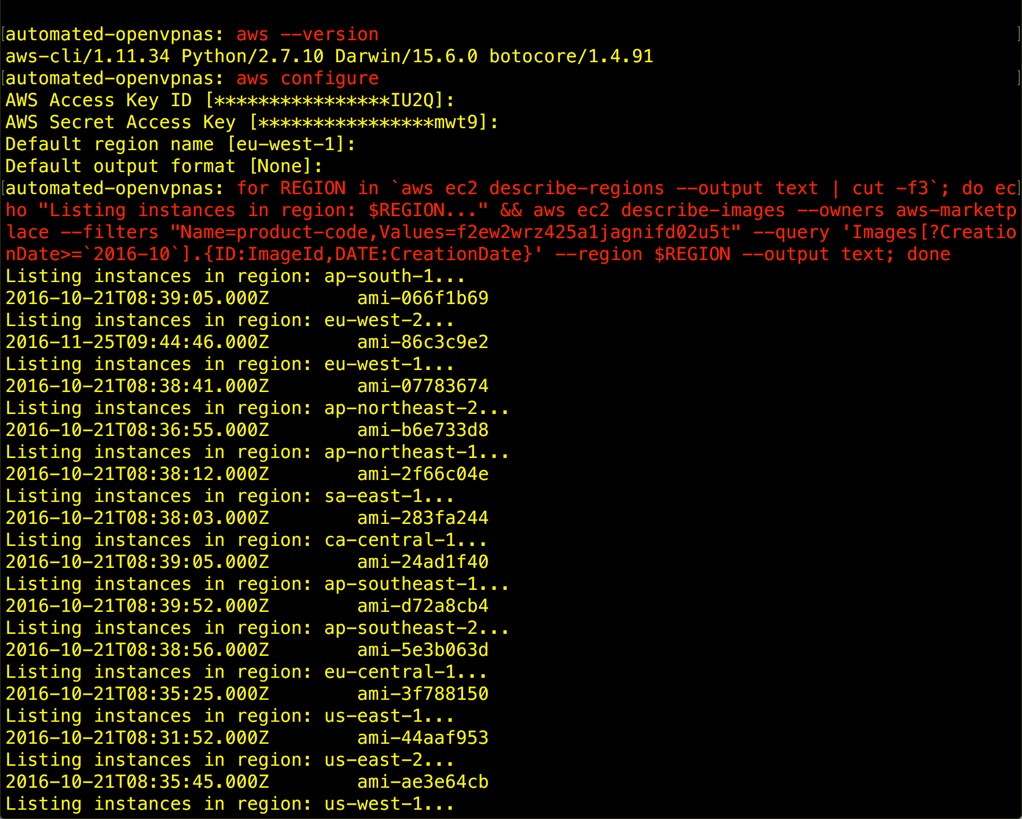 [automated-openvpnas: aws --version]
aws-cli/1.11.34 Python/2.7.10 Darwin/15.6.0 botocore/1.4.91
[automated-openvpnas: aws configure]
AWS Access Key ID [****************IU2Q]:
AWS Secret Access Key [****************mwt9]:
Default region name [eu-west-1]:
Default output format [None]:
[automated-openvpnas: for REGION in `aws ec2 describe-regions --output text | cut -f3`; do ec]
ho "Listing instances in region: $REGION..." && aws ec2 describe-images --owners aws-marketp
lace --filters "Name=product-code,Values=f2ew2wrz425a1jagnifd02u5t" --query 'Images[?Creatio
nDate>=`2016-10`].{ID:ImageId,DATE:CreationDate}' --region $REGION --output text; done
Listing instances in region: ap-south-1...
2016-10-21T08:39:05.000Z        ami-066f1b69
Listing instances in region: eu-west-2...
2016-11-25T09:44:46.000Z        ami-86c3c9e2
Listing instances in region: eu-west-1...
2016-10-21T08:38:41.000Z        ami-07783674
Listing instances in region: ap-northeast-2...
2016-10-21T08:36:55.000Z        ami-b6e733d8
Listing instances in region: ap-northeast-1...
2016-10-21T08:38:12.000Z        ami-2f66c04e
Listing instances in region: sa-east-1...
2016-10-21T08:38:03.000Z        ami-283fa244
Listing instances in region: ca-central-1...
2016-10-21T08:39:05.000Z        ami-24ad1f40
Listing instances in region: ap-southeast-1...
2016-10-21T08:39:52.000Z        ami-d72a8cb4
Listing instances in region: ap-southeast-2...
2016-10-21T08:38:56.000Z        ami-5e3b063d
Listing instances in region: eu-central-1...
2016-10-21T08:35:25.000Z        ami-3f788150
Listing instances in region: us-east-1...
2016-10-21T08:31:52.000Z        ami-44aaf953
Listing instances in region: us-east-2...
2016-10-21T08:35:45.000Z        ami-ae3e64cb
Listing instances in region: us-west-1...